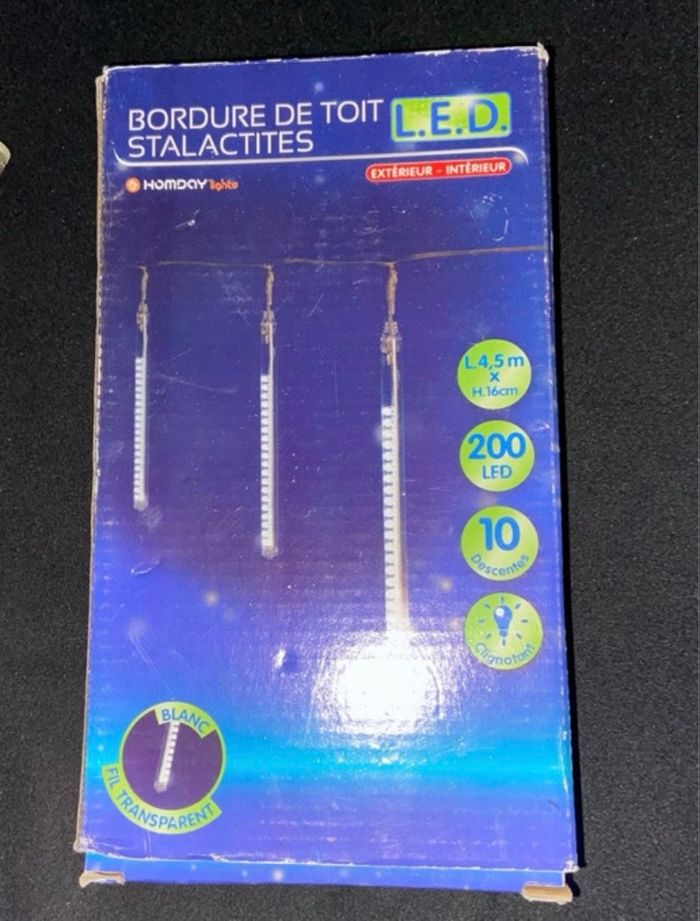 BORDURE DE TOIT L.E.D.
STALACTITES
EXTÉRIEUR - INTÉRIEUR
HOMDAY lights
L.4,5 m
x
H.16cm
200
LED
10
Descentes
Clignotant
BLANC
FIL TRANSPARENT